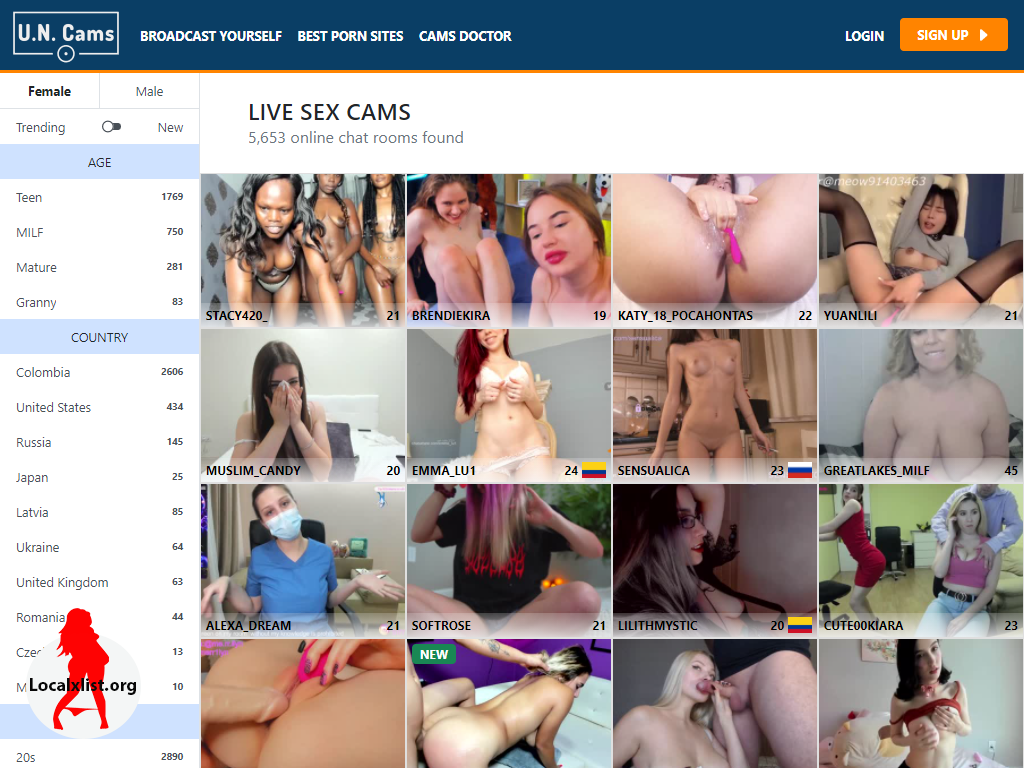 U.N. Cams
BROADCAST YOURSELF
BEST PORN SITES
CAMS DOCTOR
LOGIN
SIGN UP
Female
Male
Trending
New
AGE
Teen 1769
MILF 750
Mature 281
Granny 83
COUNTRY
Colombia 2606
United States 434
Russia 145
Japan 25
Latvia 85
Ukraine 64
United Kingdom 63
Romania 44
13
10
Localxlist.org
20s 2890
LIVE SEX CAMS
5,653 online chat rooms found
@meow91403463
STACY420_ 21
BRENDIEKIRA 19
KATY_18_POCAHONTAS 22
YUANLILI 21
MUSLIM_CANDY 20
EMMA_LU1 24
SENSUALICA 23
GREATLAKES_MILF 45
ALEXA_DREAM 21
SOFTROSE 21
LILITHMYSTIC 20
CUTE00KIARA 23
NEW